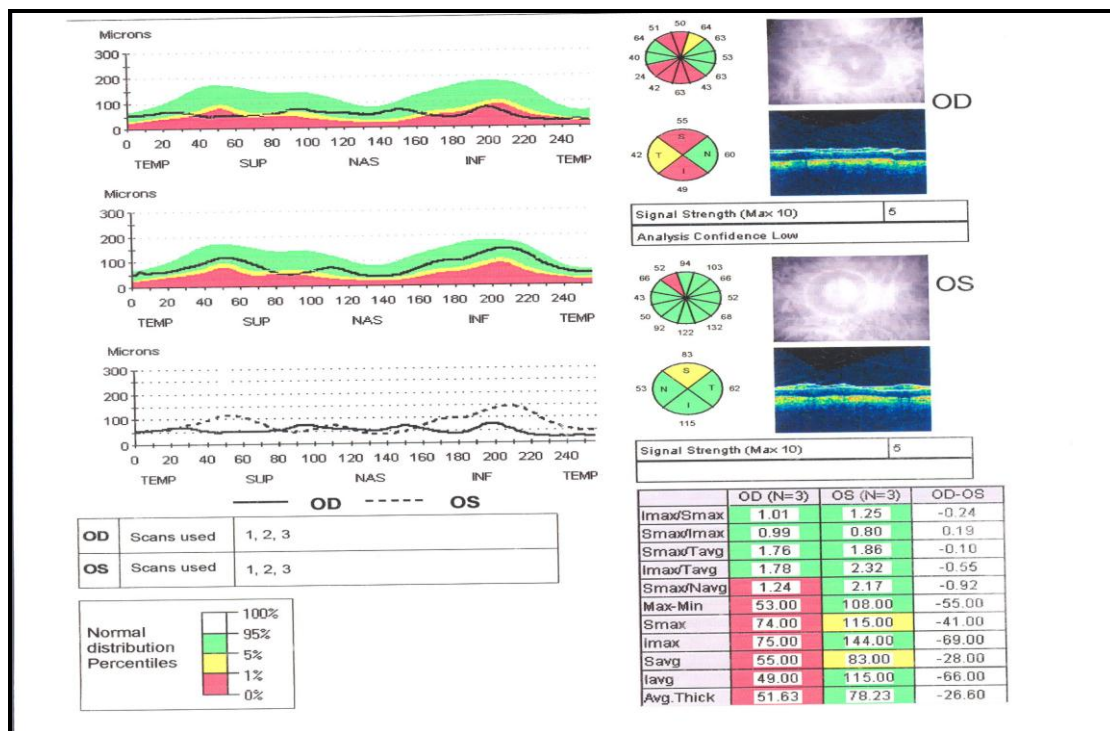 Microns
300
200
100
0
0 20 40 60 80 100 120 140 160 180 200 220 240
TEMP SUP NAS INF TEMP
Microns
300
200
100
0
0 20 40 60 80 100 120 140 160 180 200 220 240
TEMP SUP NAS INF TEMP
Microns
300
200
100
0
0 20 40 60 80 100 120 140 160 180 200 220 240
TEMP SUP NAS INF TEMP
OD OS
OD Scans used 1, 2, 3
OS Scans used 1, 2, 3
Normal distribution Percentiles
100%
95%
5%
1%
0%
51 50 64
64 63
40 53
24 63
42 63 43
55
S
42 T N 60
I
49
OD
Signal Strength (Max 10) 5
Analysis Confidence Low
52 94 103
66 66
43 52
50 68
92 122 132
83
S
53 N T 62
I
115
OS
Signal Strength (Max 10) 5
OD (N=3) OS (N=3) OD-OS
Imax/Smax 1.01 1.25 -0.24
Smax/Imax 0.99 0.80 0.19
Smax/Tavg 1.76 1.86 -0.10
Imax/Tavg 1.78 2.32 -0.55
Smax/Navg 1.24 2.17 -0.92
Max-Min 53.00 108.00 -55.00
Smax 74.00 115.00 -41.00
Imax 75.00 144.00 -69.00
Savg 55.00 83.00 -28.00
Iavg 49.00 115.00 -66.00
Avg.Thick 51.63 78.23 -26.60